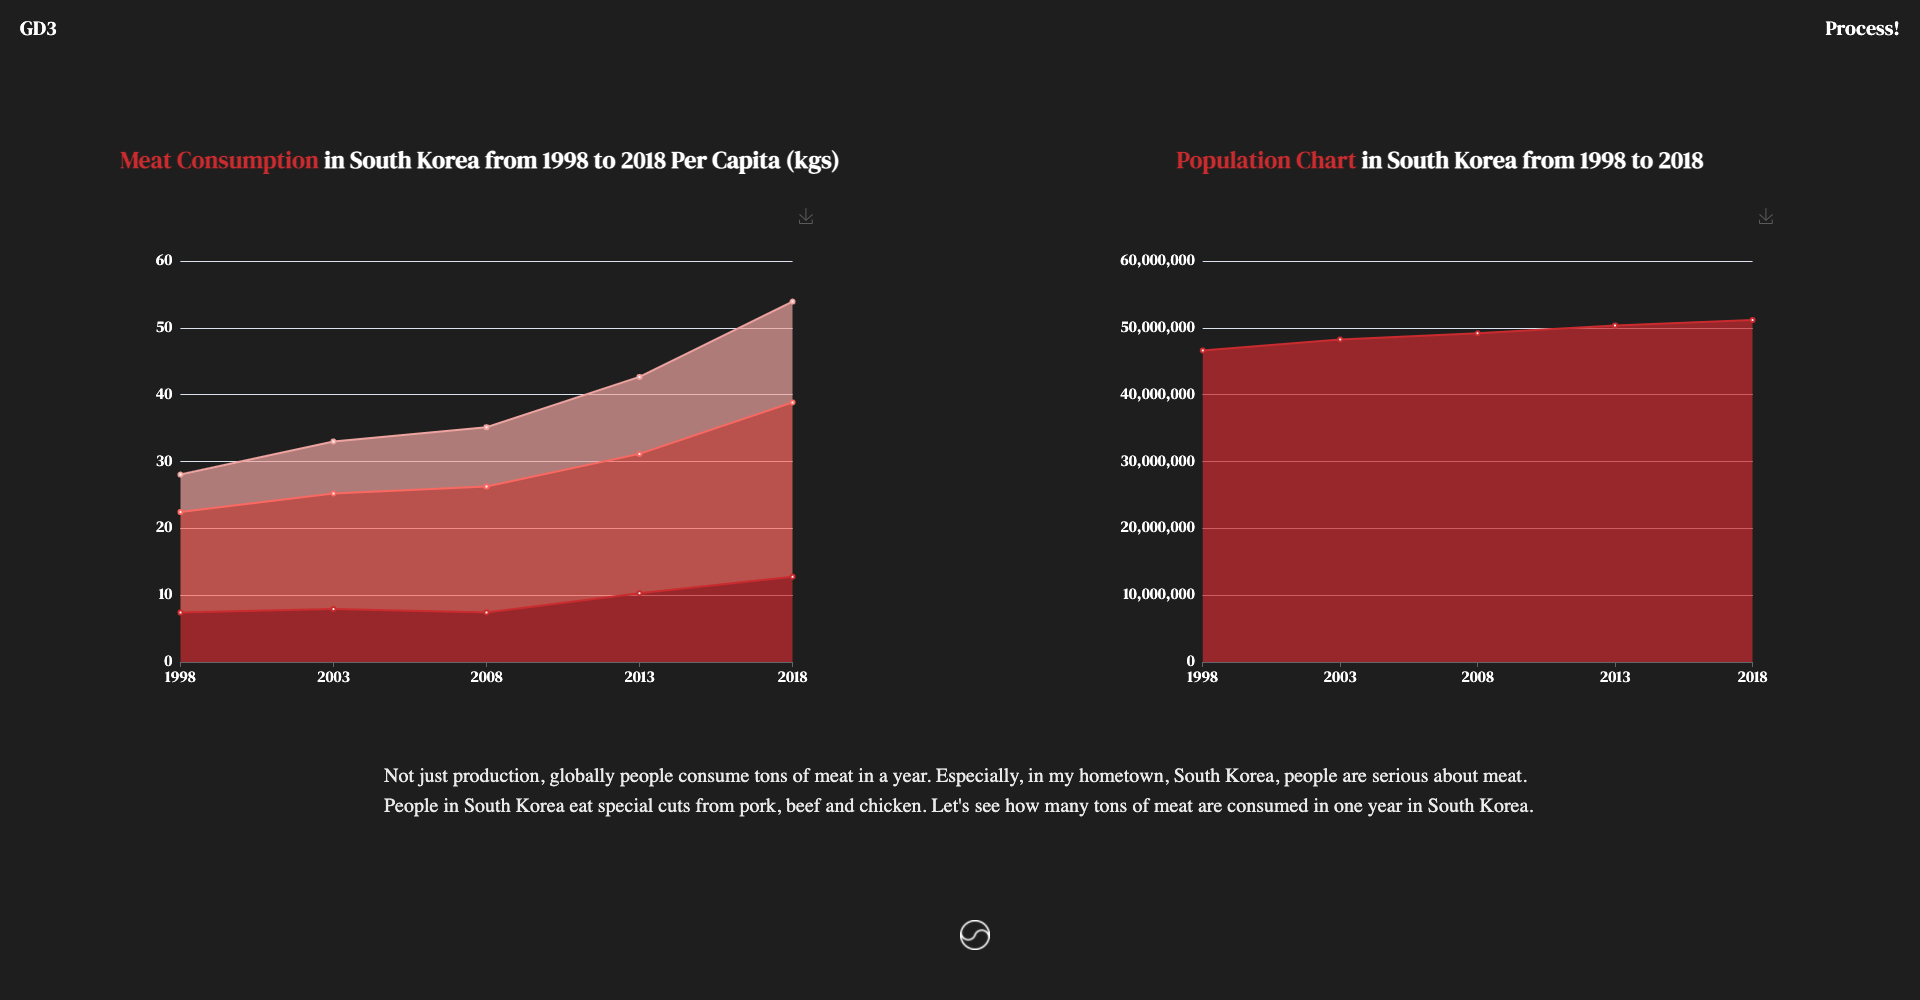 GD3
Process!
Meat Consumption in South Korea from 1998 to 2018 Per Capita (kgs)
60
50
40
30
20
10
0
1998 2003 2008 2013 2018
Population Chart in South Korea from 1998 to 2018
60,000,000
50,000,000
40,000,000
30,000,000
20,000,000
10,000,000
0
1998 2003 2008 2013 2018
Not just production, globally people consume tons of meat in a year. Especially, in my hometown, South Korea, people are serious about meat.
People in South Korea eat special cuts from pork, beef and chicken. Let's see how many tons of meat are consumed in one year in South Korea.